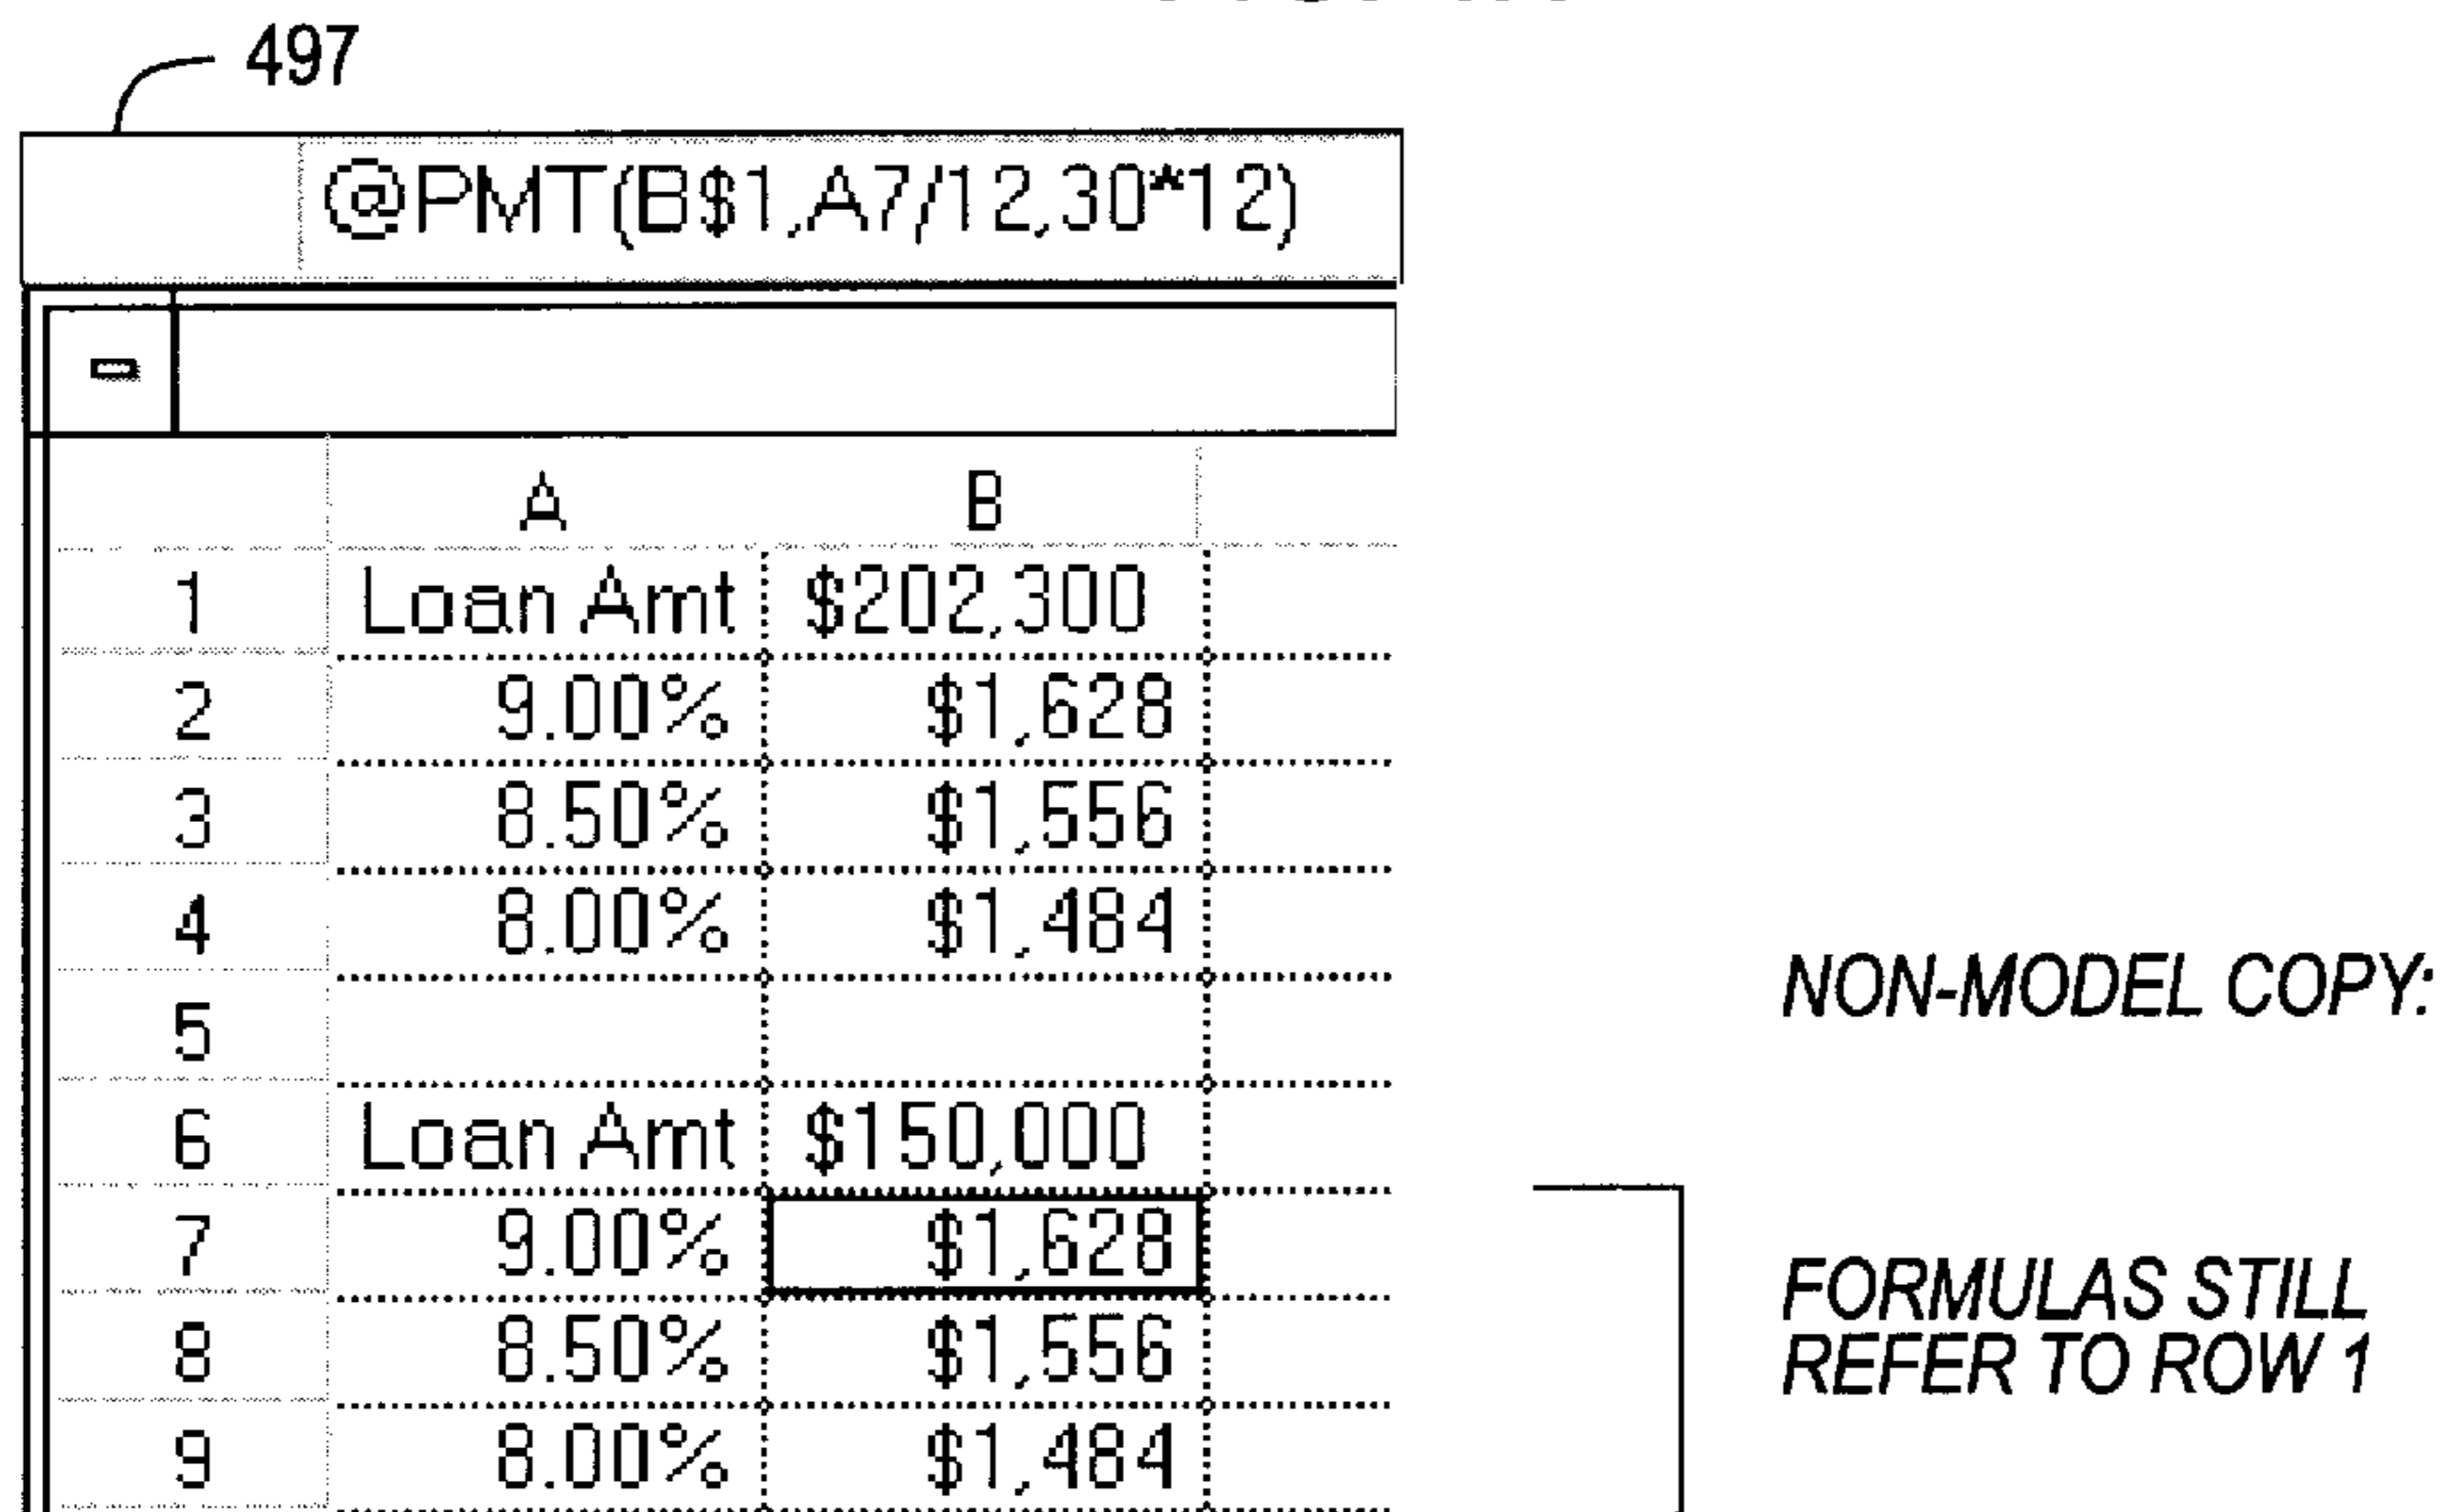 497
@PMT(B$1,A7/12,30*12)
A B
1 Loan Amt $202,300
2 9.00% $1,628
3 8.50% $1,556
4 8.00% $1,484
5
6 Loan Amt $150,000
7 9.00% $1,628
8 8.50% $1,556
9 8.00% $1,484
NON-MODEL COPY:
FORMULAS STILL
REFER TO ROW 1